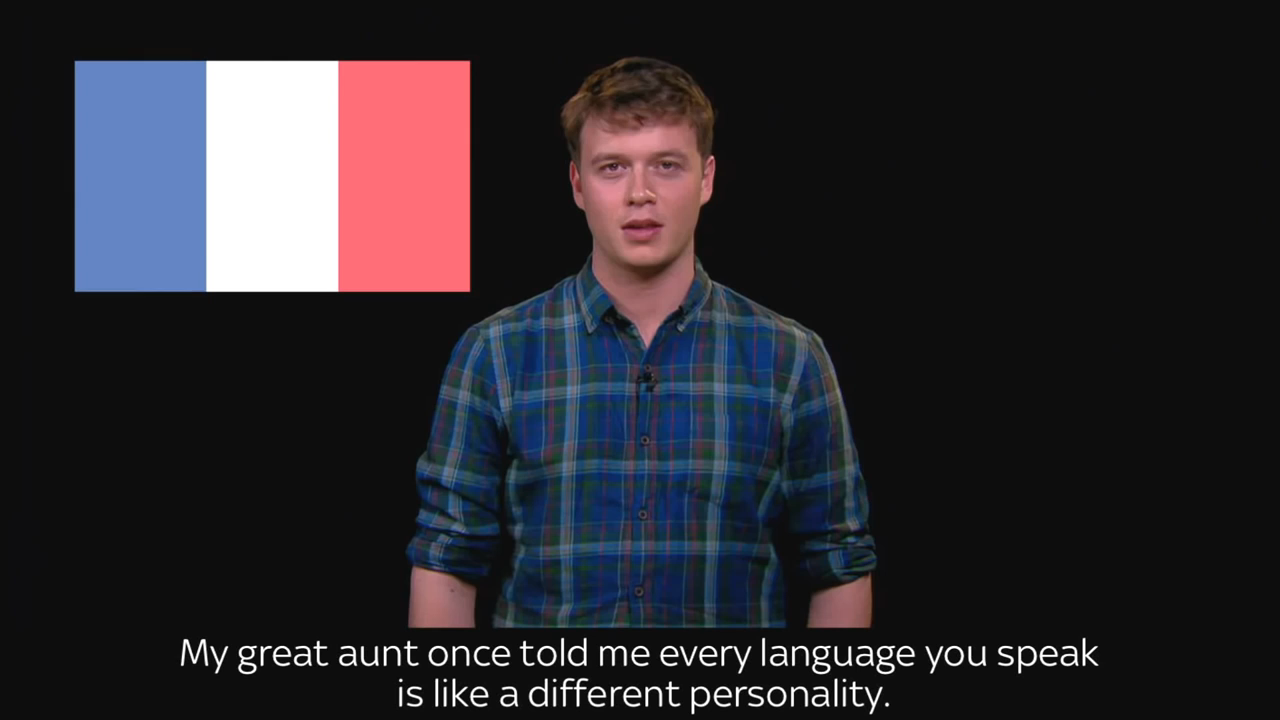 My great aunt once told me every language you speak
is like a different personality.